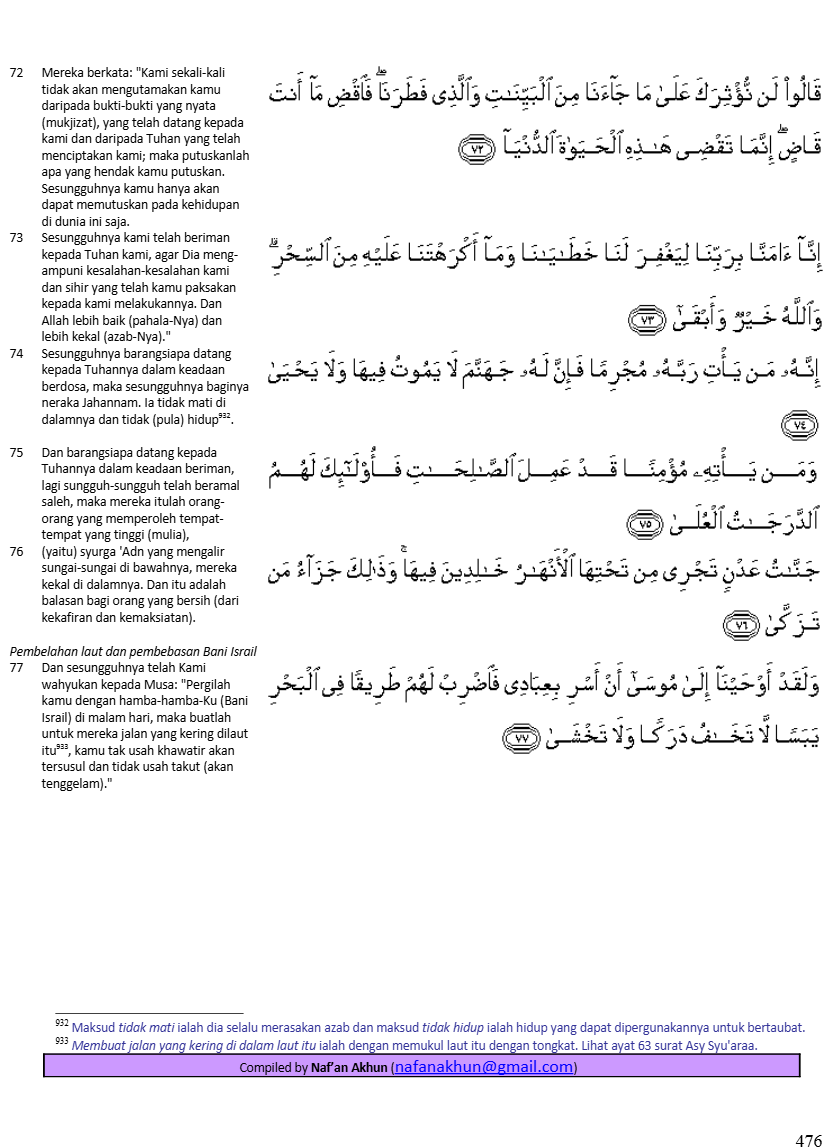 72 Mereka berkata: "Kami sekali-kali
tidak akan mengutamakan kamu
daripada bukti-bukti yang nyata
(mukjizat), yang telah datang kepada
kami dan daripada Tuhan yang telah
menciptakan kami; maka putuskanlah
apa yang hendak kamu putuskan.
Sesungguhnya kamu hanya akan
dapat memutuskan pada kehidupan
di dunia ini saja.
قَالُواْ لَن نُّؤْثِرَكَ عَلَىٰ مَا جَآءَنَا مِنَ ٱلْبَيِّنَـٰتِ وَٱلَّذِى فَطَرَنَا ۖ فَٱقْضِ مَآ أَنتَ
قَاضٍ ۖ إِنَّمَا تَقْضِى هَـٰذِهِ ٱلْحَيَوٰةَ ٱلدُّنْيَآ ٧٢
73 Sesungguhnya kami telah beriman
kepada Tuhan kami, agar Dia meng-
ampuni kesalahan-kesalahan kami
dan sihir yang telah kamu paksakan
kepada kami melakukannya. Dan
Allah lebih baik (pahala-Nya) dan
lebih kekal (azab-Nya)."
إِنَّآ ءَامَنَّا بِرَبِّنَا لِيَغْفِرَ لَنَا خَطَـٰيَـٰنَا وَمَآ أَكْرَهْتَنَا عَلَيْهِ مِنَ ٱلسِّحْرِ ۗ
وَٱللَّهُ خَيْرٌ وَأَبْقَىٰٓ ٧٣
74 Sesungguhnya barangsiapa datang
kepada Tuhannya dalam keadaan
berdosa, maka sesungguhnya baginya
neraka Jahannam. Ia tidak mati di
dalamnya dan tidak (pula) hidup932.
إِنَّهُۥ مَن يَأْتِ رَبَّهُۥ مُجْرِمًا فَإِنَّ لَهُۥ جَهَنَّمَ لَا يَمُوتُ فِيهَا وَلَا يَحْيَىٰ
٧٤
75 Dan barangsiapa datang kepada
Tuhannya dalam keadaan beriman,
lagi sungguh-sungguh telah beramal
saleh, maka mereka itulah orang-
orang yang memperoleh tempat-
tempat yang tinggi (mulia),
وَمَن يَأْتِهِۦ مُؤْمِنًا قَدْ عَمِلَ ٱلصَّـٰلِحَـٰتِ فَأُوْلَـٰٓئِكَ لَهُمُ
ٱلدَّرَجَـٰتُ ٱلْعُلَىٰ ٧٥
76 (yaitu) syurga 'Adn yang mengalir
sungai-sungai di bawahnya, mereka
kekal di dalamnya. Dan itu adalah
balasan bagi orang yang bersih (dari
kekafiran dan kemaksiatan).
جَنَّـٰتُ عَدْنٍ تَجْرِى مِن تَحْتِهَا ٱلْأَنْهَـٰرُ خَـٰلِدِينَ فِيهَا ۚ وَذَٰلِكَ جَزَآءُ مَن
تَزَكَّىٰ ٧٦
Pembelahan laut dan pembebasan Bani Israil
77 Dan sesungguhnya telah Kami
wahyukan kepada Musa: "Pergilah
kamu dengan hamba-hamba-Ku (Bani
Israil) di malam hari, maka buatlah
untuk mereka jalan yang kering dilaut
itu933, kamu tak usah khawatir akan
tersusul dan tidak usah takut (akan
tenggelam)."
وَلَقَدْ أَوْحَيْنَآ إِلَىٰ مُوسَىٰٓ أَنْ أَسْرِ بِعِبَادِى فَٱضْرِبْ لَهُمْ طَرِيقًا فِى ٱلْبَحْرِ
يَبَسًا لَّا تَخَـٰفُ دَرَكًا وَلَا تَخْشَىٰ ٧٧
932 Maksud tidak mati ialah dia selalu merasakan azab dan maksud tidak hidup ialah hidup yang dapat dipergunakannya untuk bertaubat.
933 Membuat jalan yang kering di dalam laut itu ialah dengan memukul laut itu dengan tongkat. Lihat ayat 63 surat Asy Syu'araa.
Compiled by Naf'an Akhun (nafanakhun@gmail.com)
476